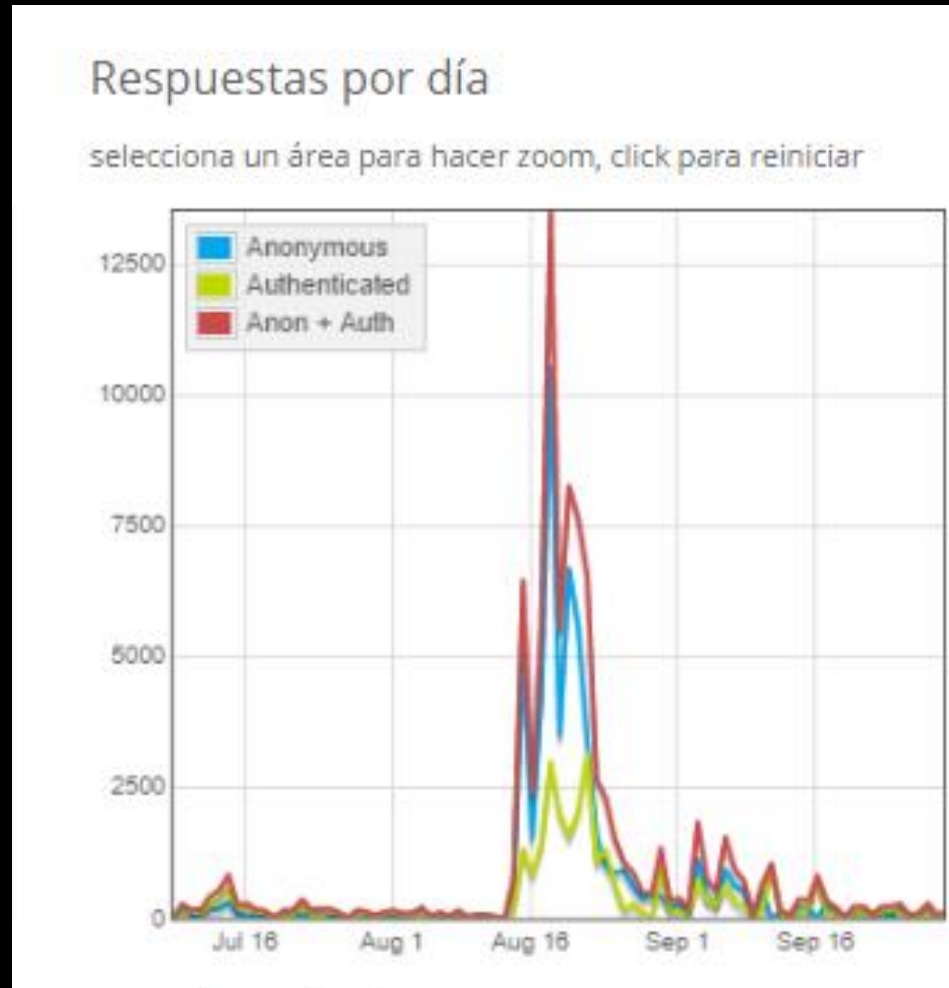 Respuestas por día
selecciona un área para hacer zoom, click para reiniciar
Anonymous
Authenticated
Anon + Auth
12500
10000
7500
5000
2500
0
Jul 16 Aug 1 Aug 16 Sep 1 Sep 16